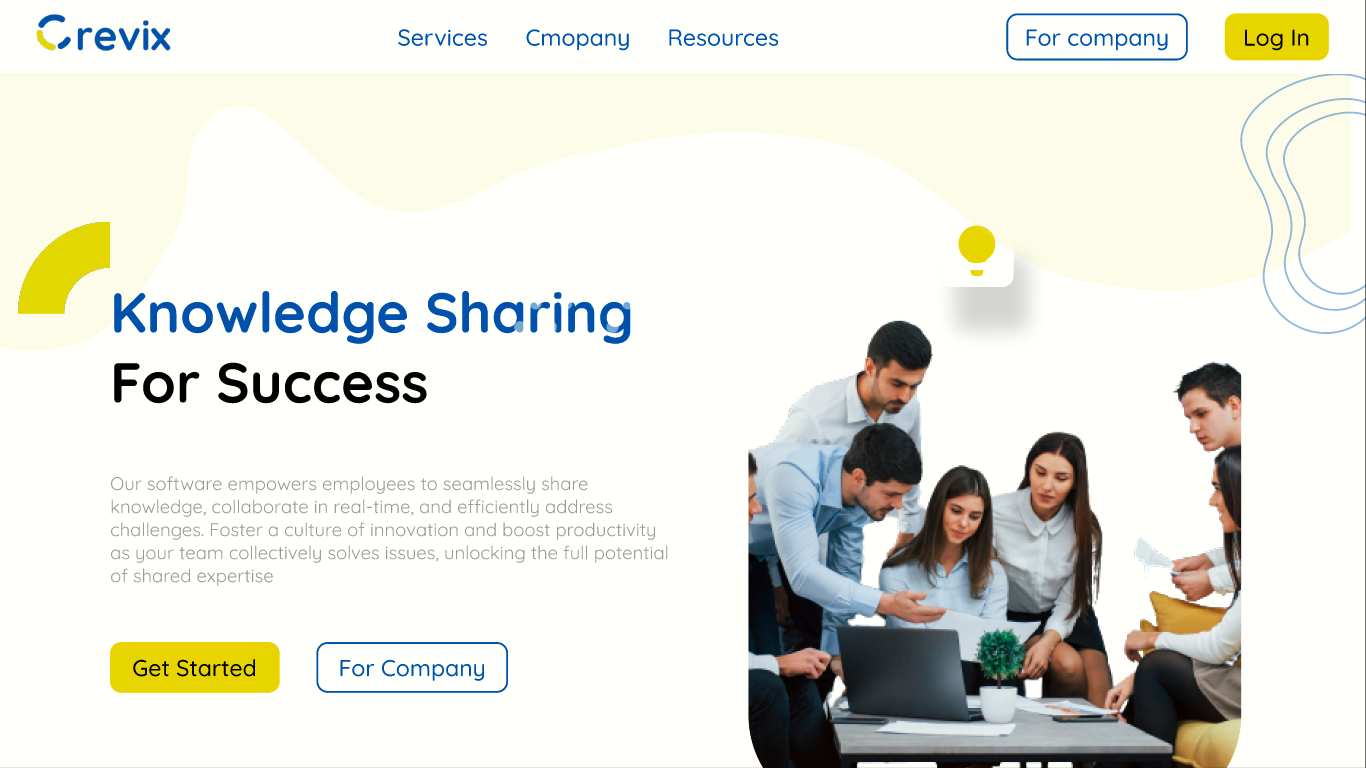 Crevix
Services
Cmopany
Resources
For company
Log In
Knowledge Sharing
For Success
Our software empowers employees to seamlessly share
knowledge, collaborate in real-time, and efficiently address
challenges. Foster a culture of innovation and boost productivity
as your team collectively solves issues, unlocking the full potential
of shared expertise
Get Started
For Company